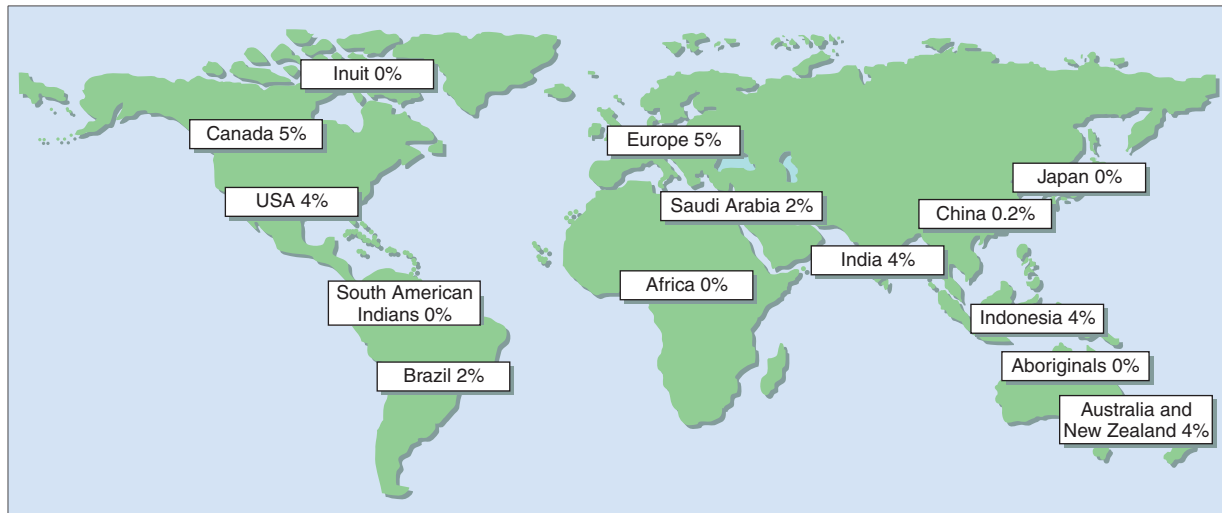 Inuit 0%
Canada 5%
Europe 5%
Japan 0%
USA 4%
Saudi Arabia 2%
China 0.2%
India 4%
Africa 0%
South American
Indians 0%
Indonesia 4%
Aboriginals 0%
Brazil 2%
Australia and
New Zealand 4%